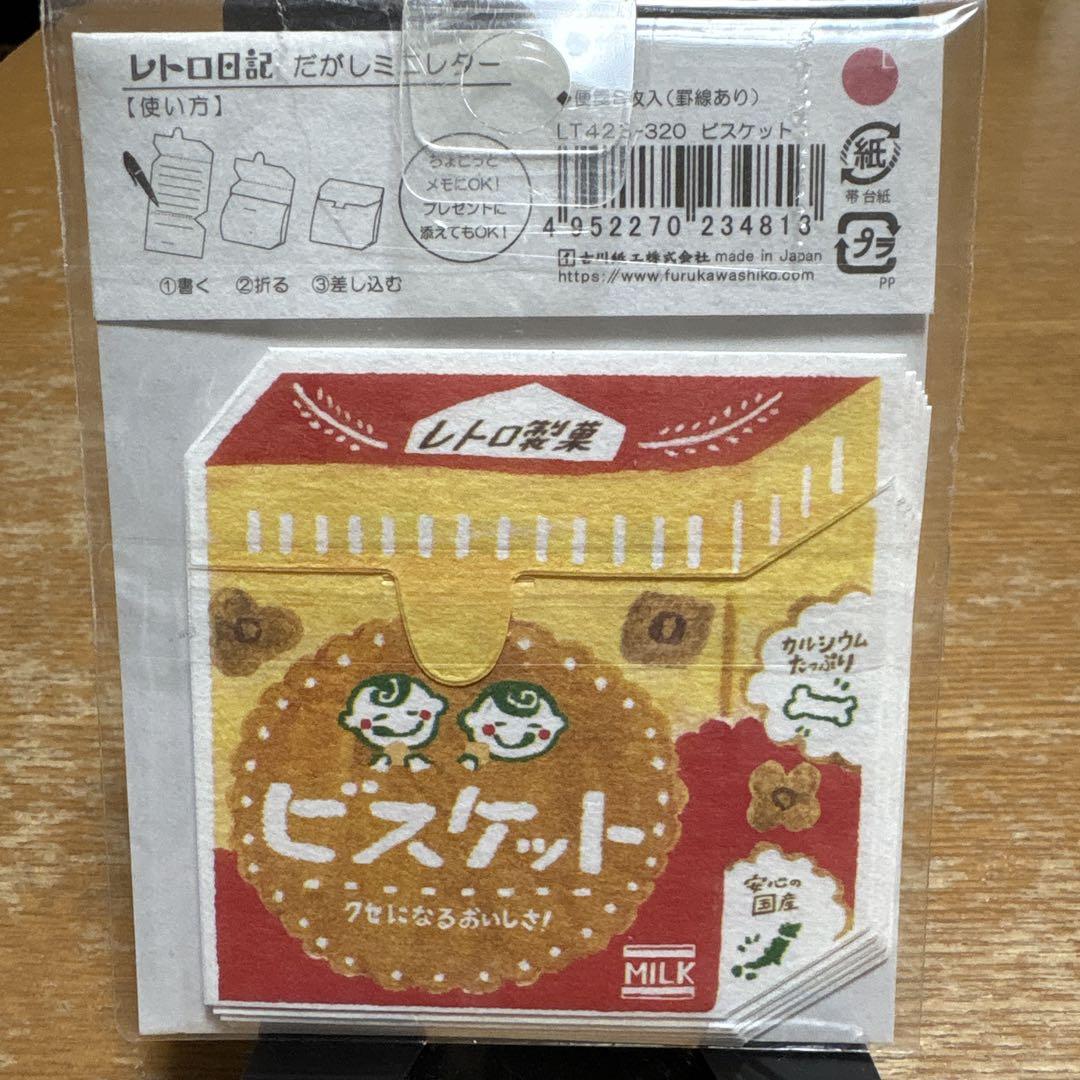 レトロ日記 だがしミニレター
【使い方】
①書く ②折る ③差し込む
ちょこっと
メモにOK!
プレゼントに
添えてもOK!
◆便箋 枚入(罫線あり)
LT42 -320 ビスケット
4 952270 234813
古川紙工株式会社 made in Japan
https://www.furukawashiko.com
L
紙
帯 台紙
プラ
PP
レトロ製菓
カルシウム
たっぷり
ビスケット
クセになるおいしさ!
安心の
国産
MILK